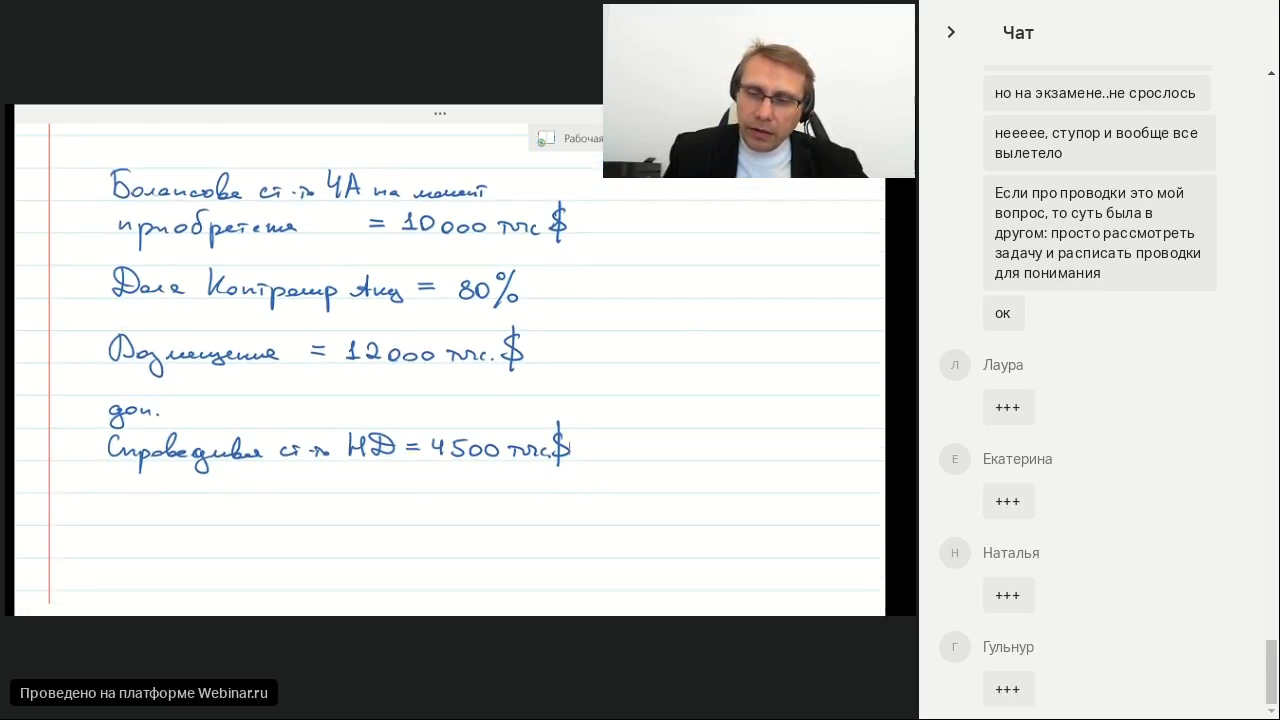 Балансова ст-ть ЧА на момент
приобретения = 10 000 тыс $
Доля Контролир Акц = 80%
Возмещение = 12 000 тыс. $
доп.
Справедливая ст-ть НД = 4 500 тыс. $
Рабочая
Проведено на платформе Webinar.ru
Чат
но на экзамене..не срослось
неееее, ступор и вообще все
вылетело
Если про проводки это мой
вопрос, то суть была в
другом: просто рассмотреть
задачу и расписать проводки
для понимания
ок
Л Лаура
+++
Е Екатерина
+++
Н Наталья
+++
Г Гульнур
+++